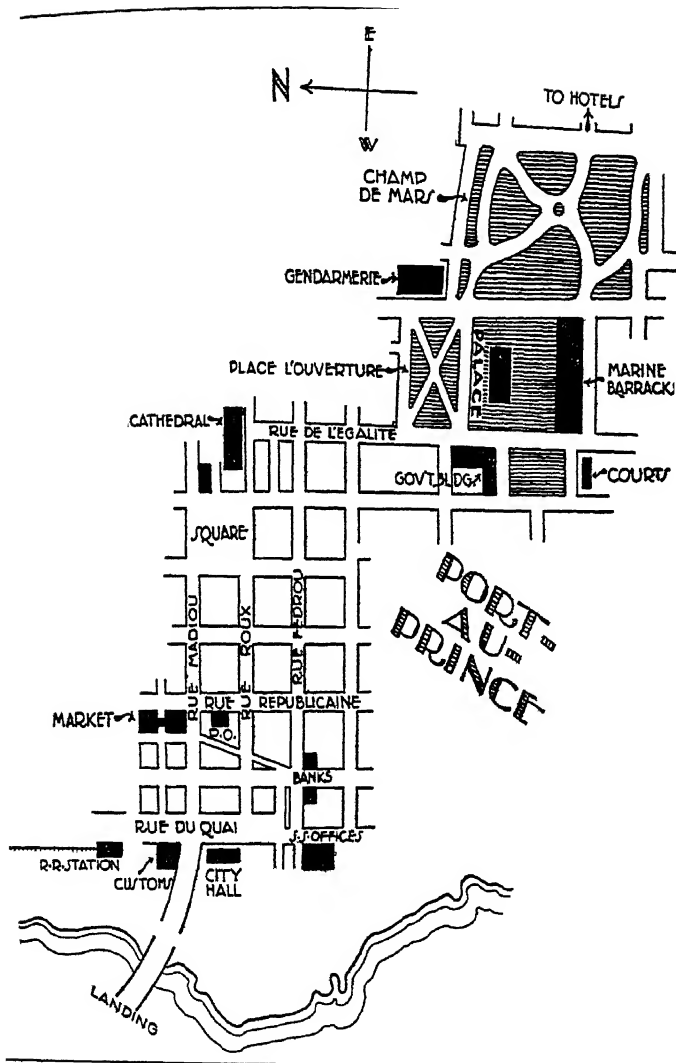 E
N
W
TO HOTELS
CHAMP
DE MARS
GENDARMERIE
PLACE L'OUVERTURE
PALACE
MARINE
BARRACKS
CATHEDRAL
RUE DE L'EGALITE
GOV'T. BLDG.
COURTS
SQUARE
PORT-
AU-
PRINCE
RUE MADIOU
RUE ROUX
RUE FEDROU
RUE REPUBLICAINE
MARKET
P.O.
BANKS
RUE DU QUAI
S.S. OFFICES
R.R. STATION
CUSTOMS
CITY
HALL
LANDING